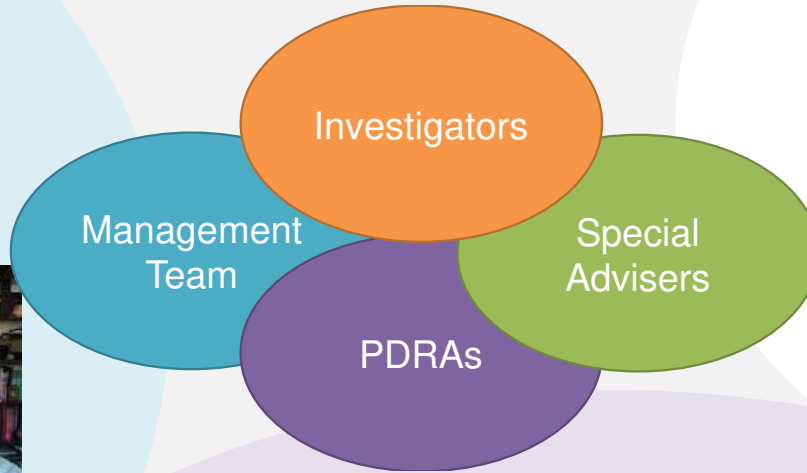 Investigators
Management
Team
Special
Advisers
PDRAs